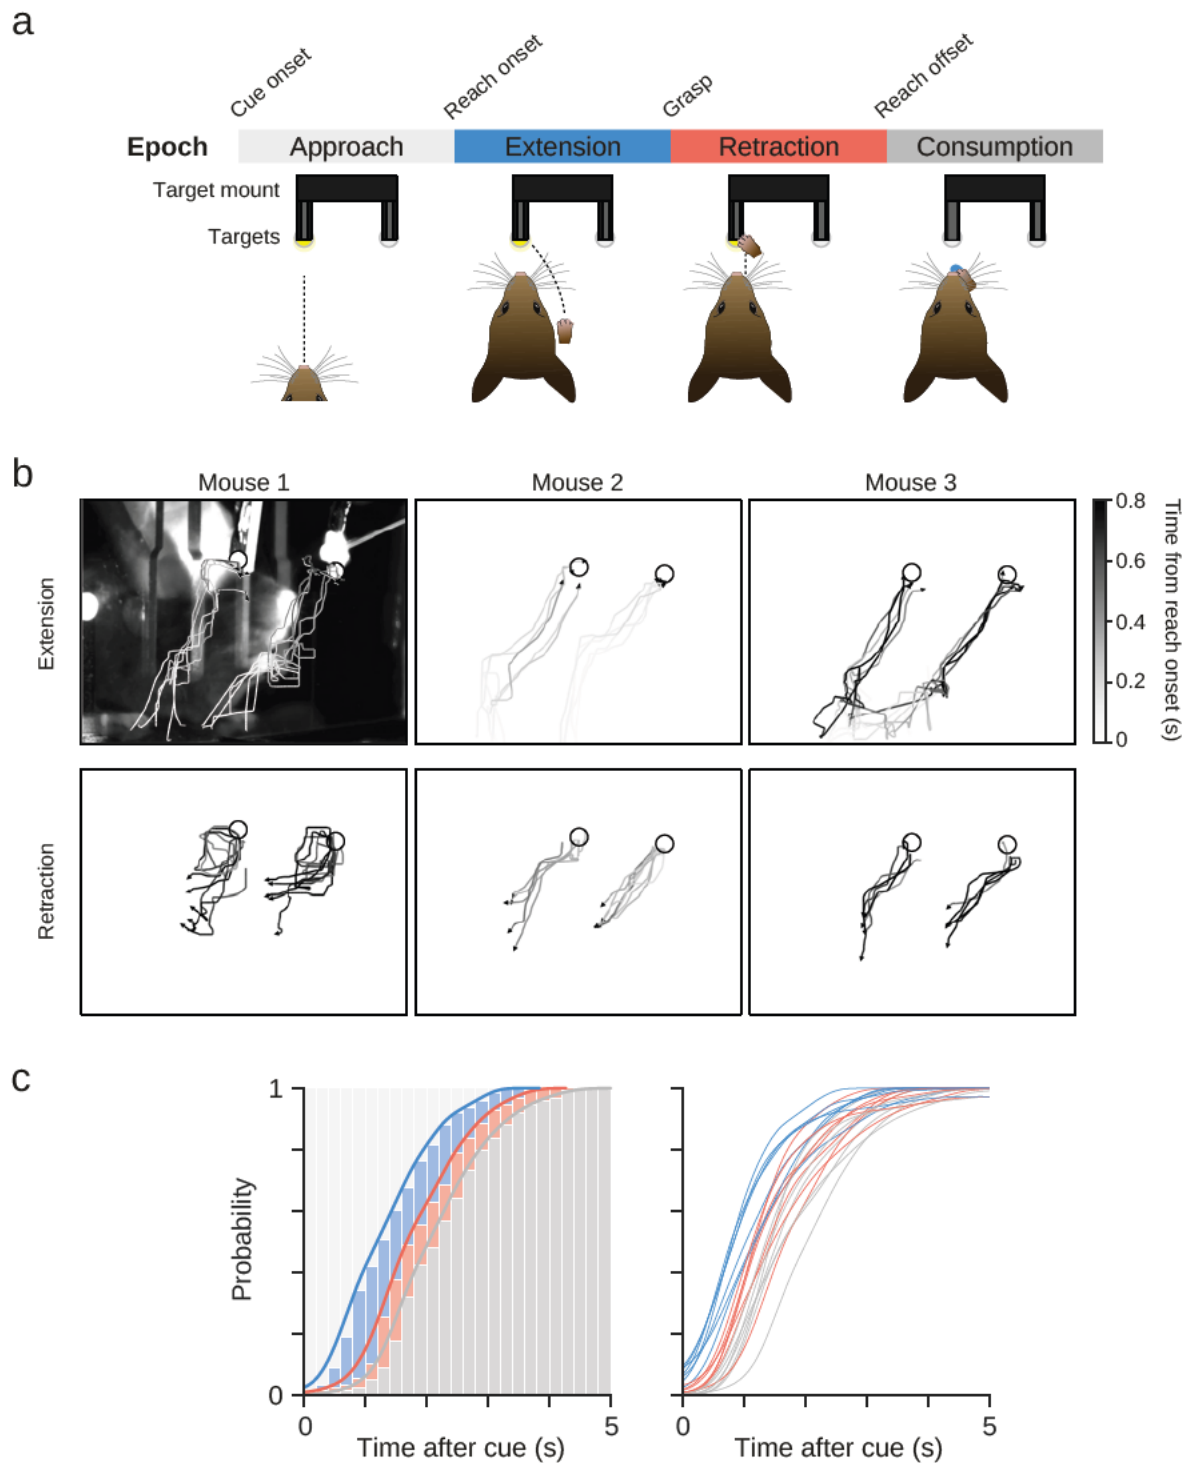 a
Cue onset
Reach onset
Grasp
Reach offset
Epoch
Approach
Extension
Retraction
Consumption
Target mount
Targets
b
Mouse 1
Mouse 2
Mouse 3
Extension
Retraction
0.8
0.6
0.4
0.2
0
Time from reach onset (s)
c
Probability
1
0
0
5
Time after cue (s)
0
5
Time after cue (s)